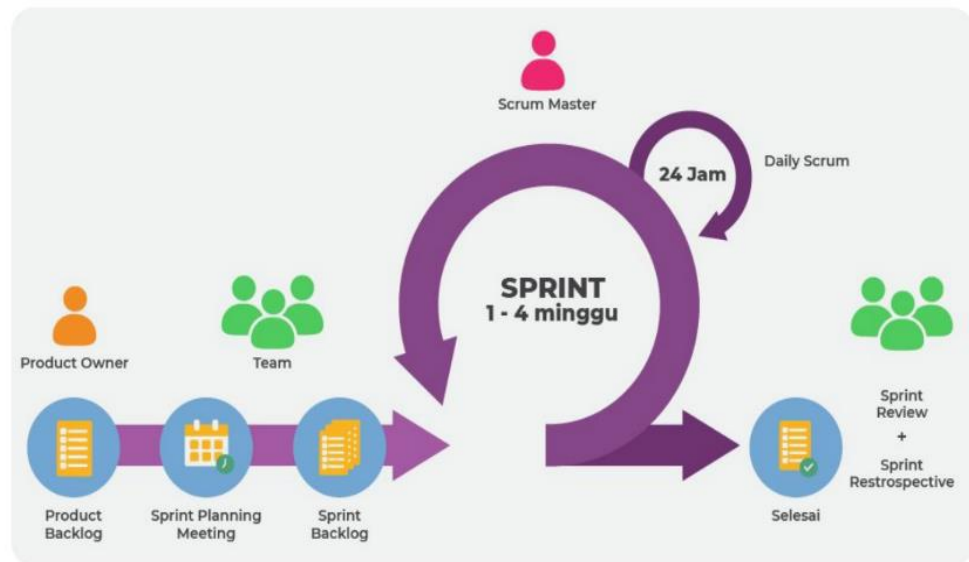 Scrum Master
24 Jam
Daily Scrum
SPRINT
1 - 4 minggu
Product Owner
Team
Product
Backlog
Sprint Planning
Meeting
Sprint
Backlog
Selesai
Sprint
Review
+
Sprint
Restrospective